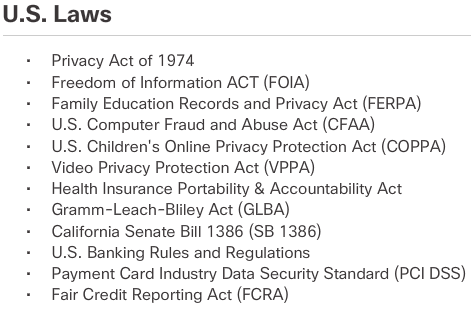 U.S. Laws
· Privacy Act of 1974
· Freedom of Information ACT (FOIA)
· Family Education Records and Privacy Act (FERPA)
· U.S. Computer Fraud and Abuse Act (CFAA)
· U.S. Children's Online Privacy Protection Act (COPPA)
· Video Privacy Protection Act (VPPA)
· Health Insurance Portability & Accountability Act
· Gramm-Leach-Bliley Act (GLBA)
· California Senate Bill 1386 (SB 1386)
· U.S. Banking Rules and Regulations
· Payment Card Industry Data Security Standard (PCI DSS)
· Fair Credit Reporting Act (FCRA)